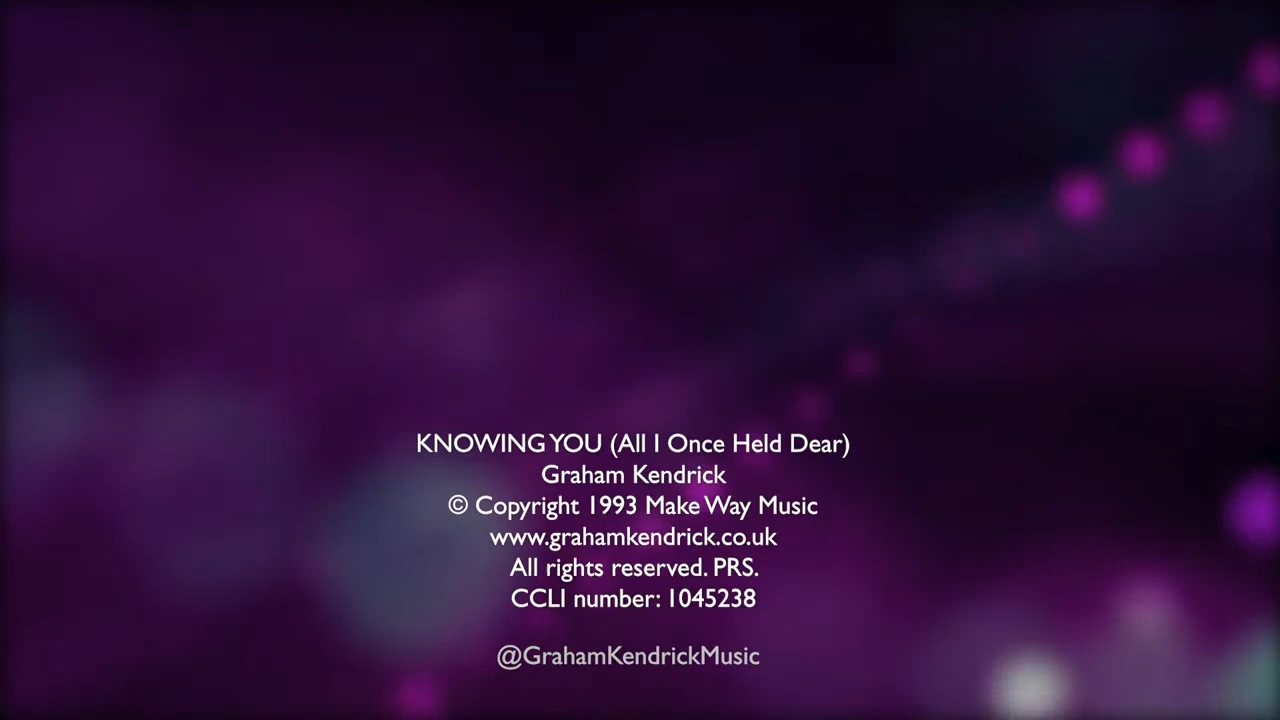 KNOWING YOU (All I Once Held Dear)
Graham Kendrick
© Copyright 1993 Make Way Music
www.grahamkendrick.co.uk
All rights reserved. PRS.
CCLI number: 1045238
@GrahamKendrickMusic